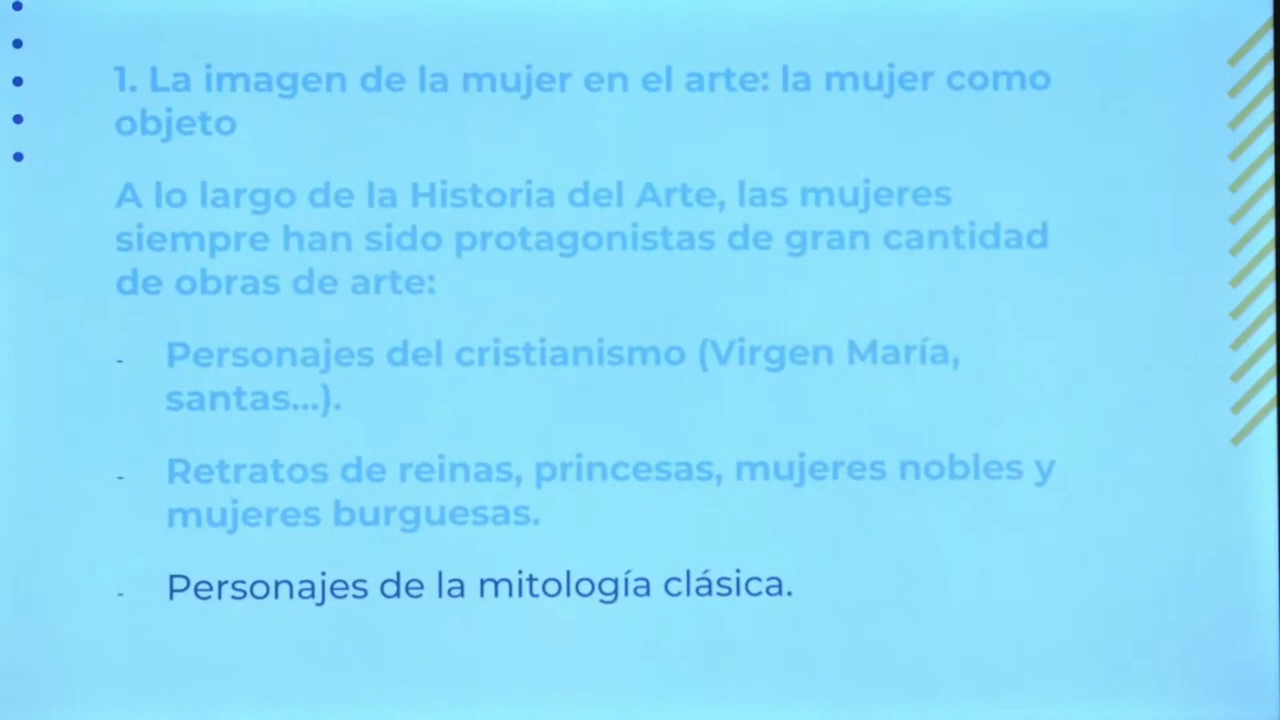 1. La imagen de la mujer en el arte: la mujer como
objeto
A lo largo de la Historia del Arte, las mujeres
siempre han sido protagonistas de gran cantidad
de obras de arte:
- Personajes del cristianismo (Virgen María,
santas...).
- Retratos de reinas, princesas, mujeres nobles y
mujeres burguesas.
- Personajes de la mitología clásica.